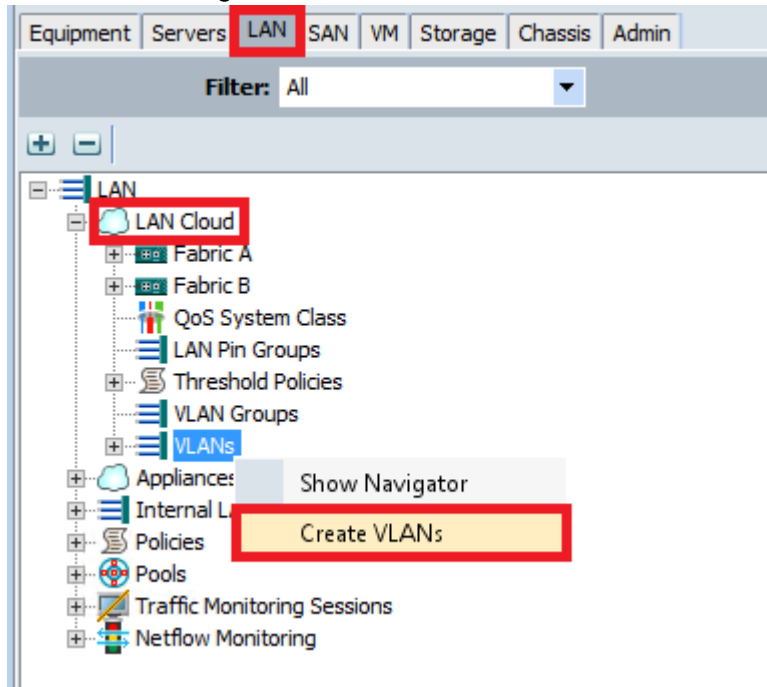 Equipment Servers LAN SAN VM Storage Chassis Admin
Filter: All
LAN
LAN Cloud
Fabric A
Fabric B
QoS System Class
LAN Pin Groups
Threshold Policies
VLAN Groups
VLANs
Appliances
Show Navigator
Internal L
Create VLANs
Policies
Pools
Traffic Monitoring Sessions
Netflow Monitoring